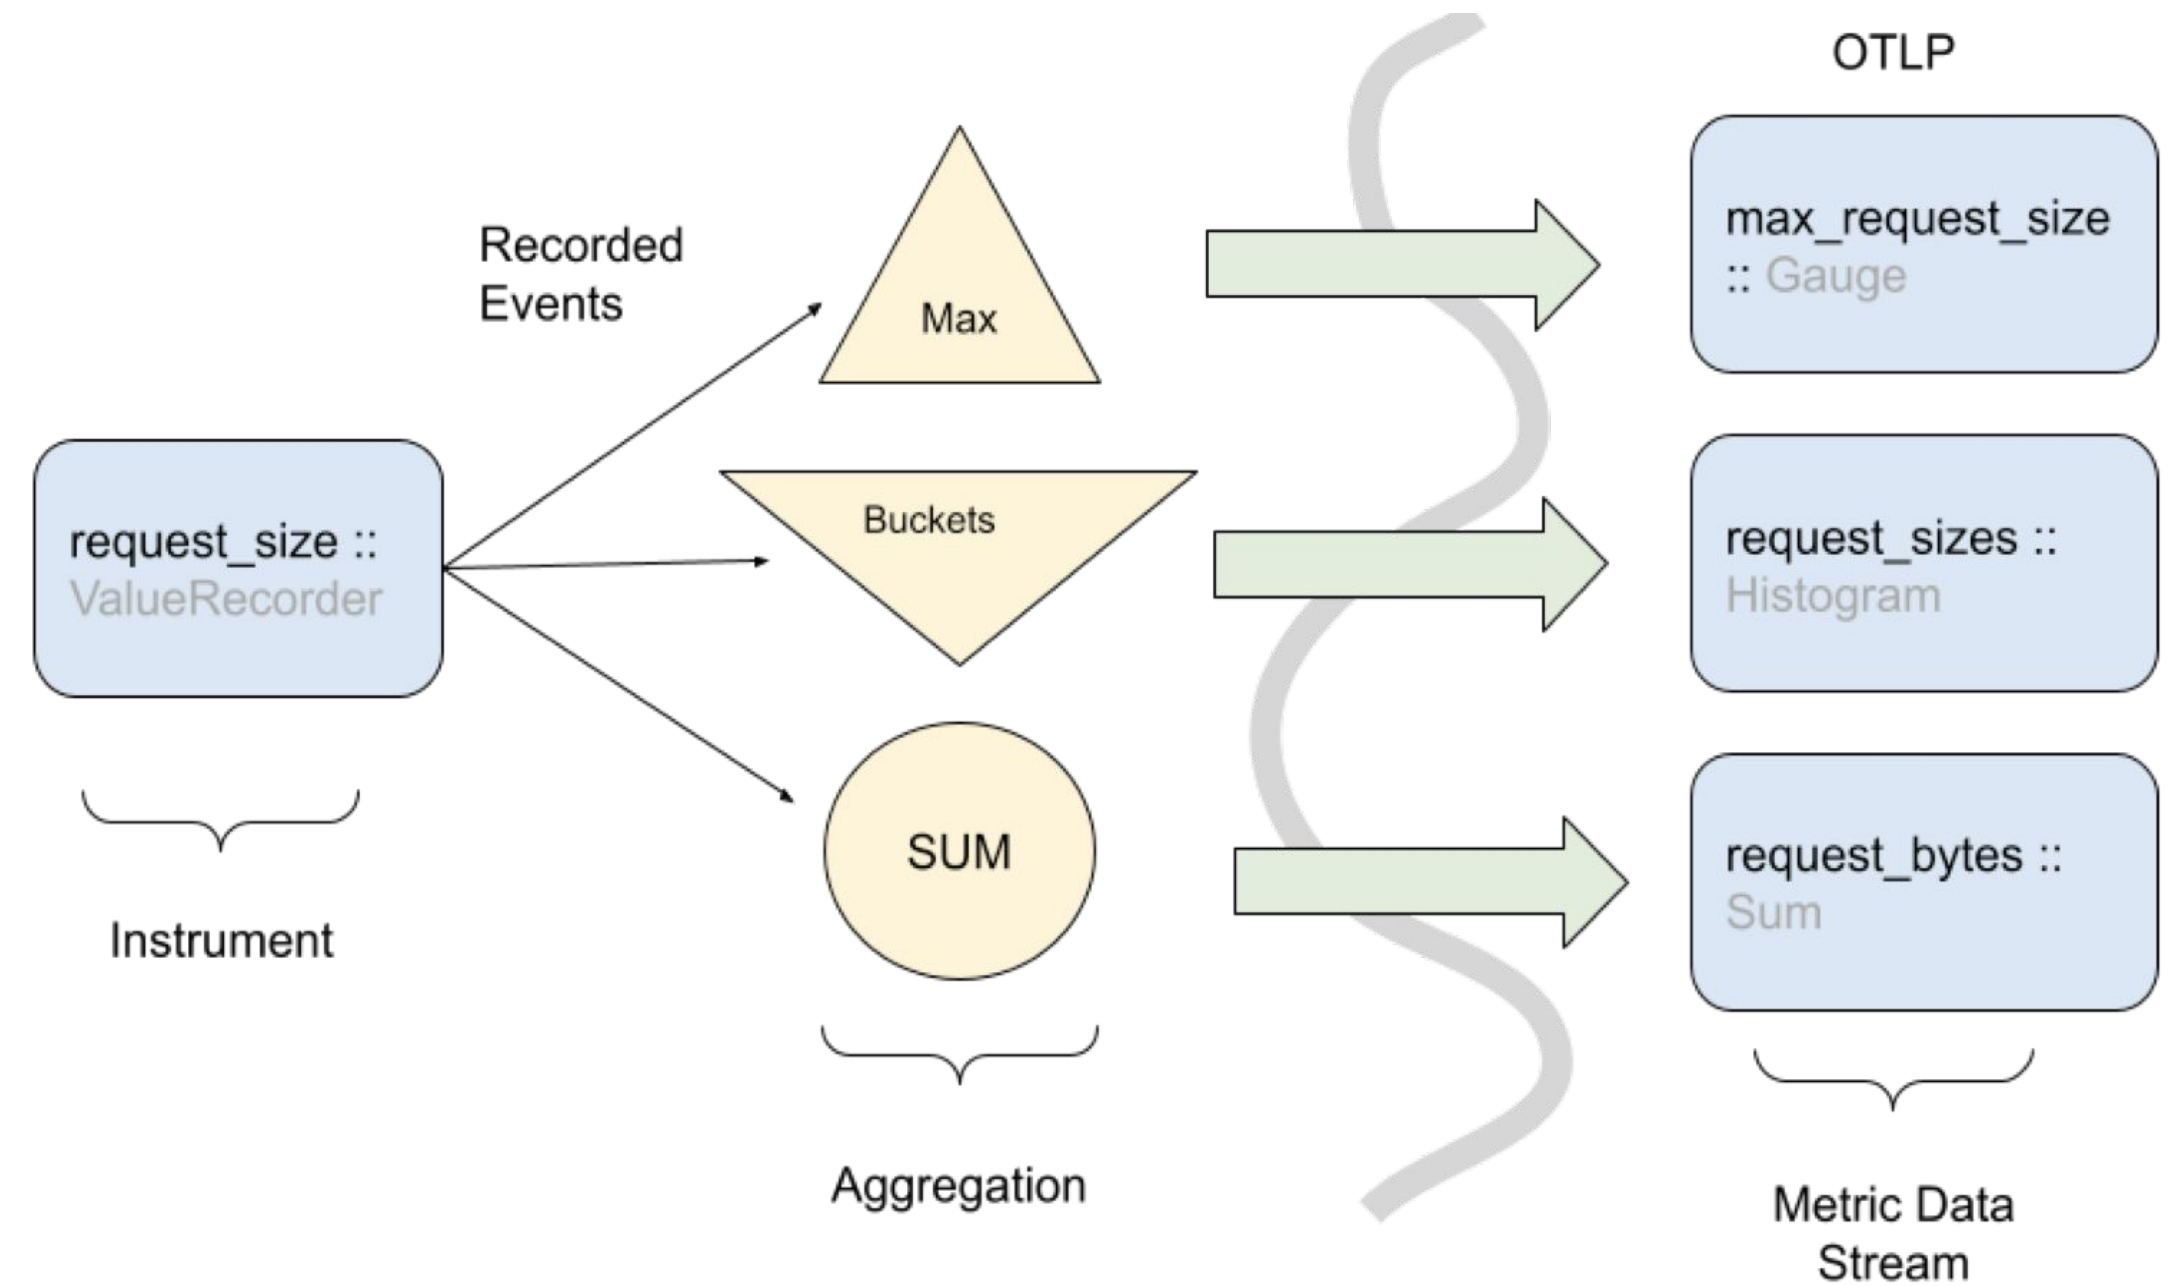 OTLP
Recorded
Events
Max
max_request_size
:: Gauge
request_size ::
ValueRecorder
Buckets
request_sizes ::
Histogram
SUM
request_bytes ::
Sum
Instrument
Aggregation
Metric Data
Stream